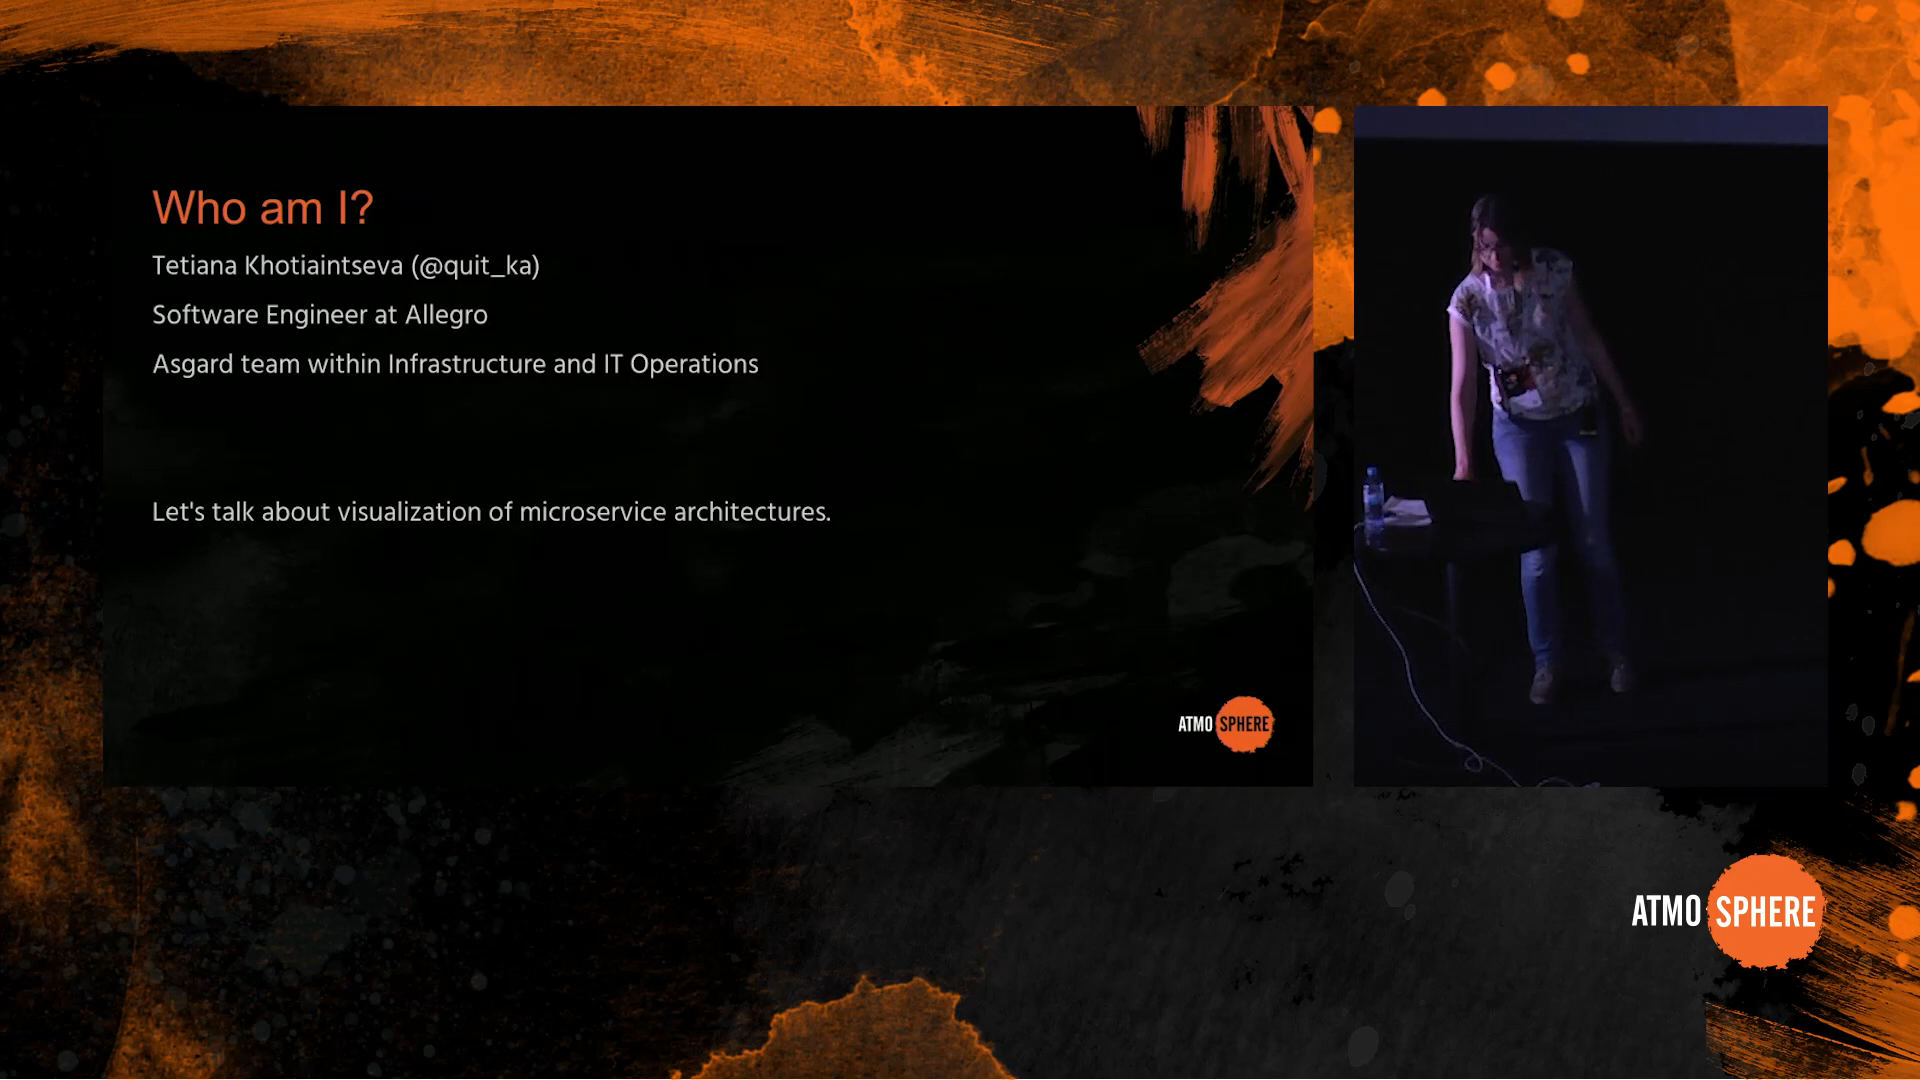 Who am I?
Tetiana Khotiaintseva (@quit_ka)
Software Engineer at Allegro
Asgard team within Infrastructure and IT Operations
Let's talk about visualization of microservice architectures.
ATMO SPHERE
ATMO SPHERE